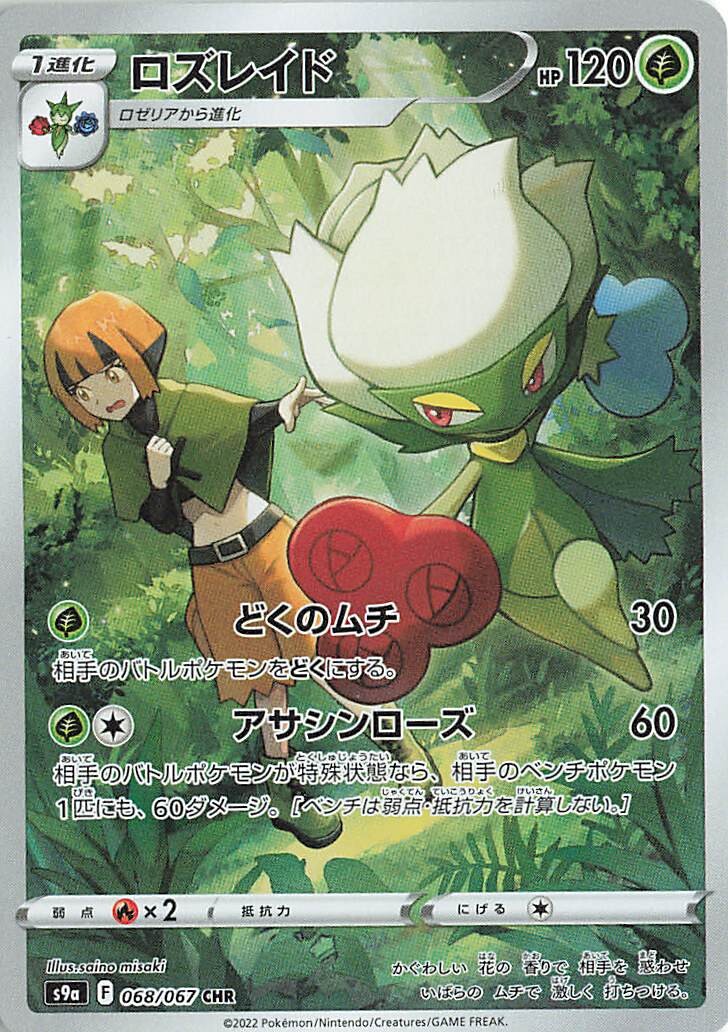 1進化
ロズレイド
HP 120
ロゼリアから進化
どくのムチ 30
相手のバトルポケモンをどくにする。
アサシンローズ 60
相手のバトルポケモンが特殊状態なら、相手のベンチポケモン
1匹にも、60ダメージ。[ベンチは弱点・抵抗力を計算しない。]
弱点 ×2 抵抗力 にげる
Illus.saino misaki
かぐわしい 花の 香りで 相手を 惑わせ
いばらの ムチで 激しく 打ちつける。
s9a F 068/067 CHR
©2022 Pokémon/Nintendo/Creatures/GAME FREAK.